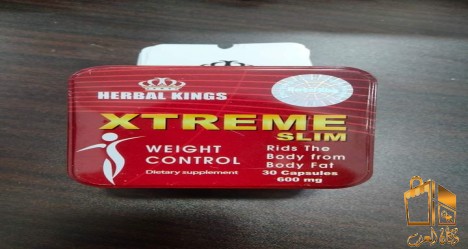 HERBAL KINGS
XTREME
SLIM
WEIGHT
CONTROL
Dietary supplement
Rids The
Body from
Body Fat
30 Capsules
600 mg